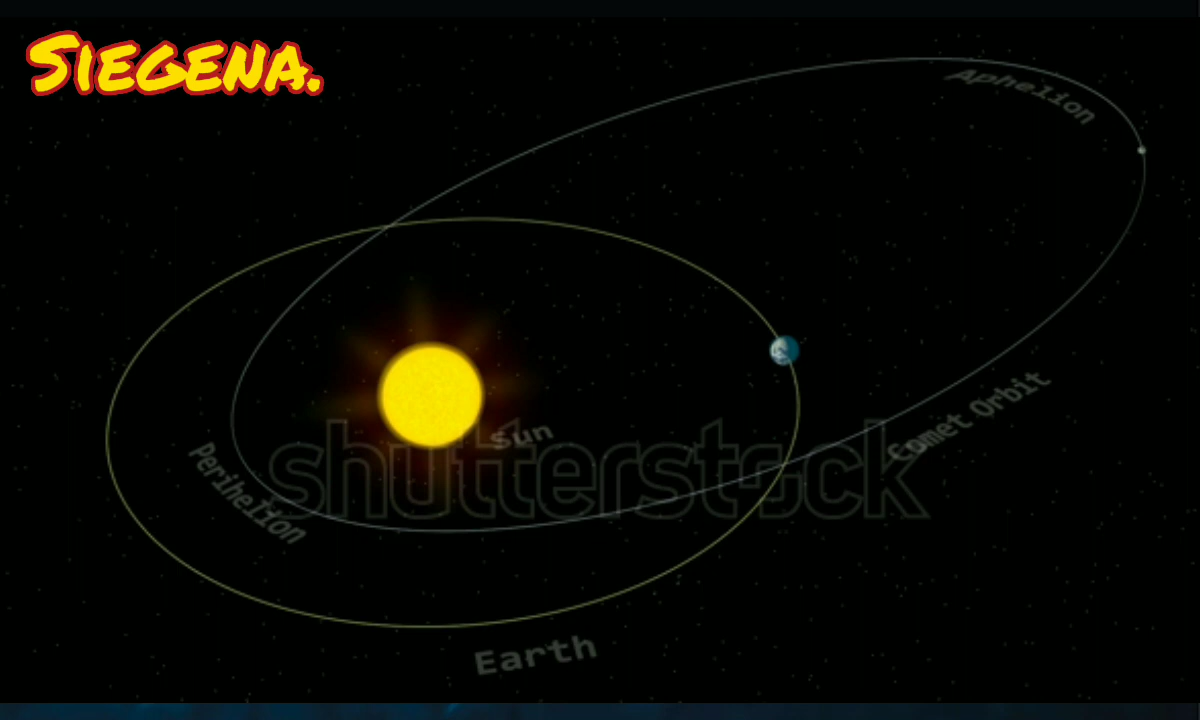 SIEGENA.
Aphelion
Comet Orbit
Sun
shutterstock
Perihelion
Earth